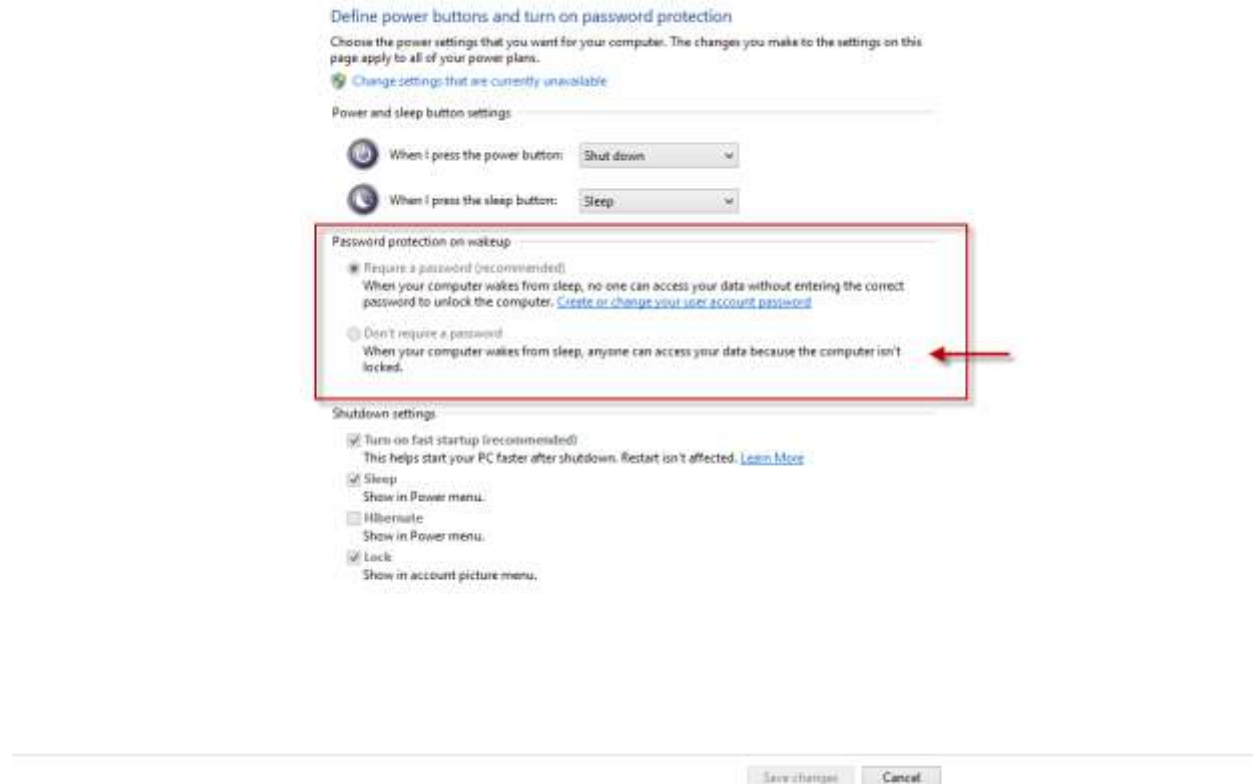 Define power buttons and turn on password protection
Choose the power settings that you want for your computer. The changes you make to the settings on this
page apply to all of your power plans.
Change settings that are currently unavailable
Power and sleep button settings
When I press the power button:
Shut down
When I press the sleep button:
Sleep
Password protection on wakeup
Require a password (recommended)
When your computer wakes from sleep, no one can access your data without entering the correct
password to unlock the computer. Create or change your user account password
Don't require a password
When your computer wakes from sleep, anyone can access your data because the computer isn't
locked.
Shutdown settings
Turn on fast startup (recommended)
This helps start your PC faster after shutdown. Restart isn't affected. Learn More
Sleep
Show in Power menu.
Hibernate
Show in Power menu.
Lock
Show in account picture menu.
Save changes
Cancel